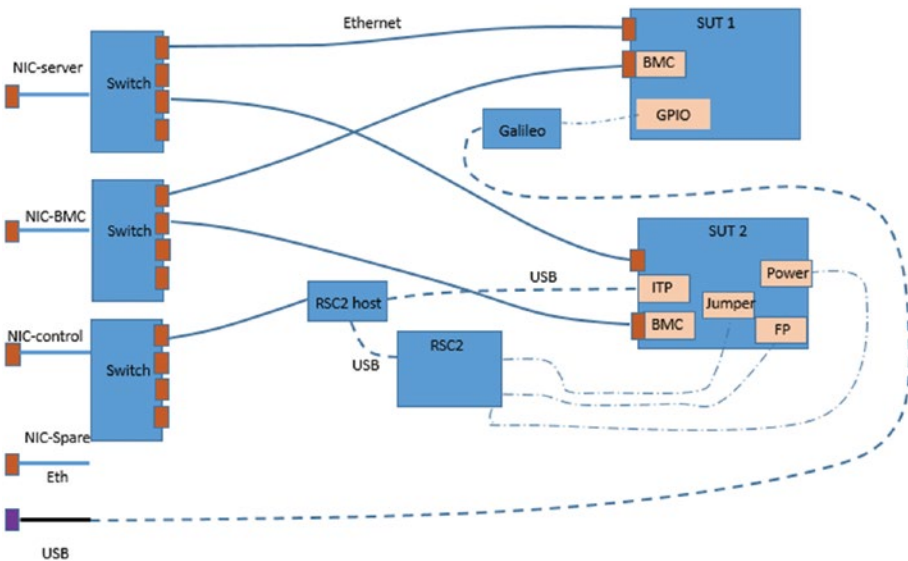 Ethernet
SUT 1
NIC-server
Switch
BMC
GPIO
Galileo
NIC-BMC
Switch
SUT 2
USB
Power
ITP
RSC2 host
Jumper
BMC
FP
NIC-control
Switch
USB
RSC2
NIC-Spare
Eth
USB